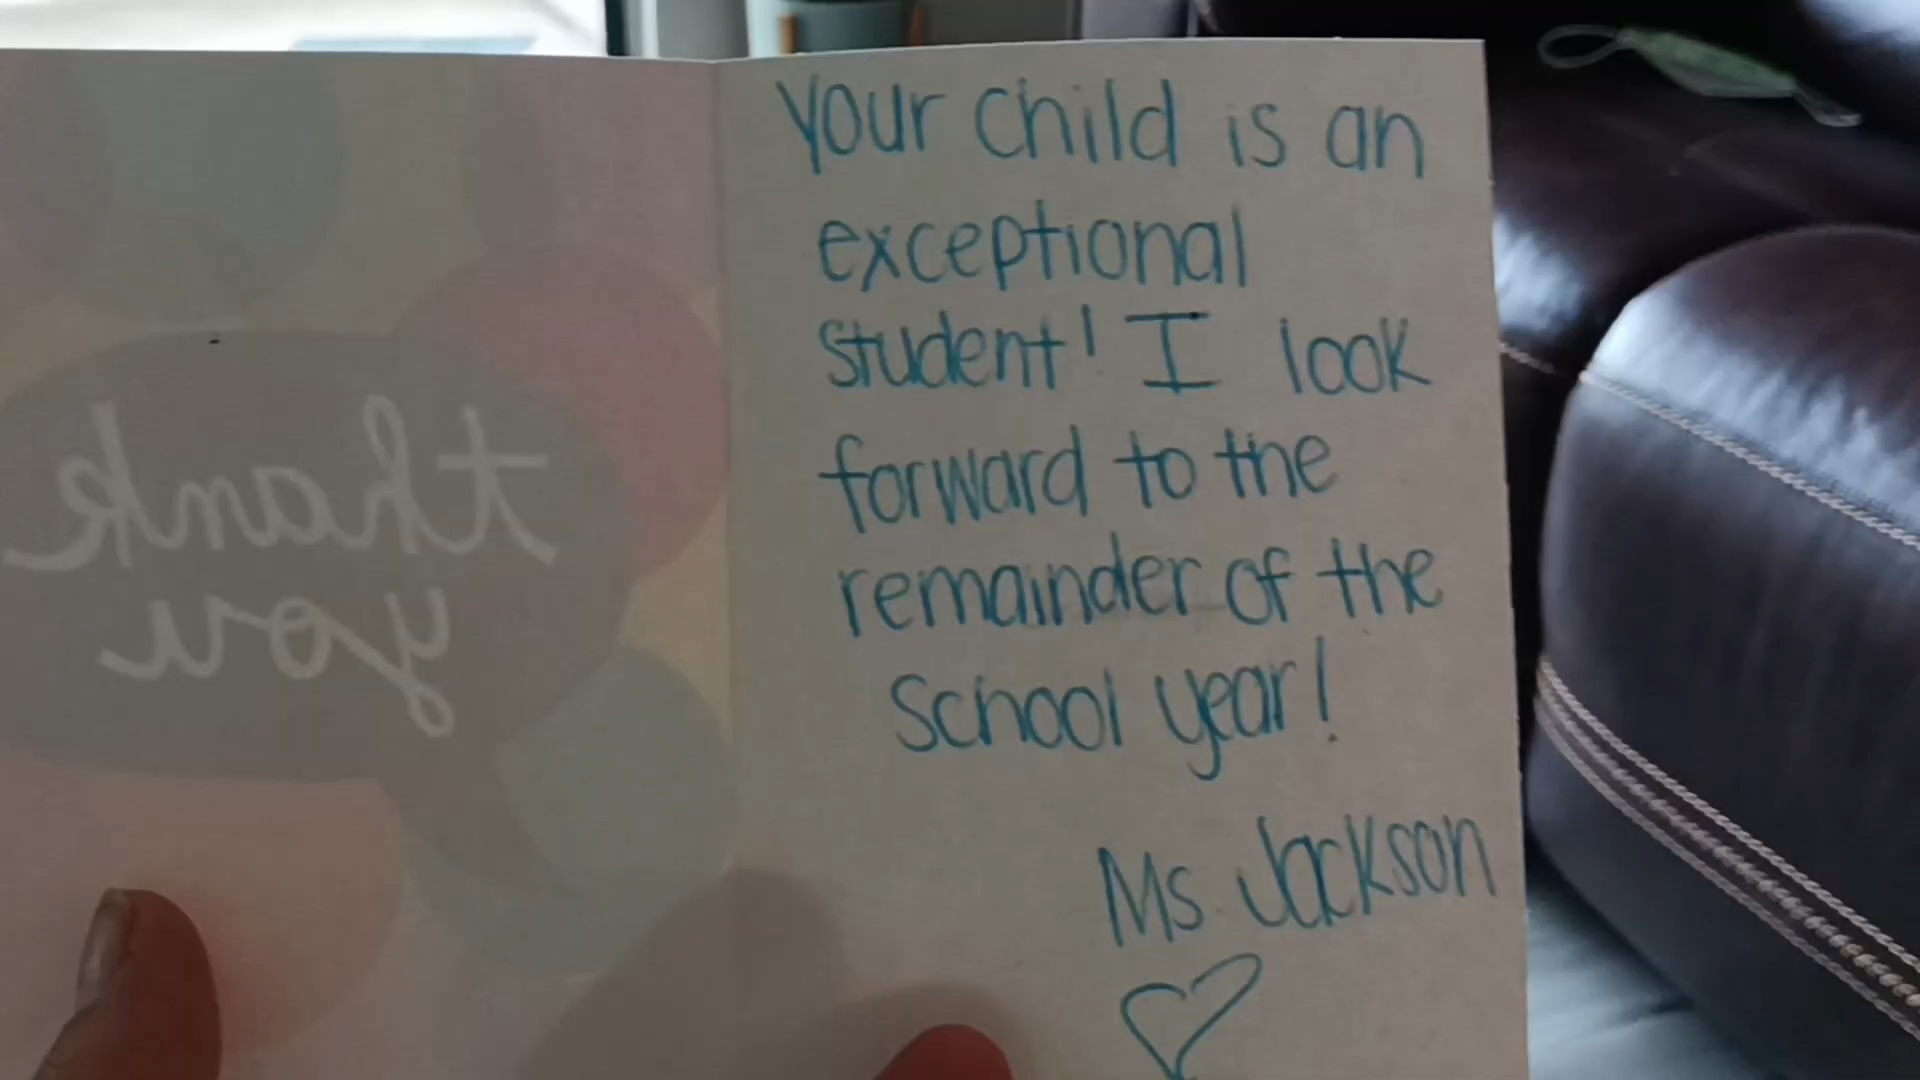 thank
you
Your child is an
exceptional
student! I look
forward to the
remainder of the
School year!
Ms. Jackson